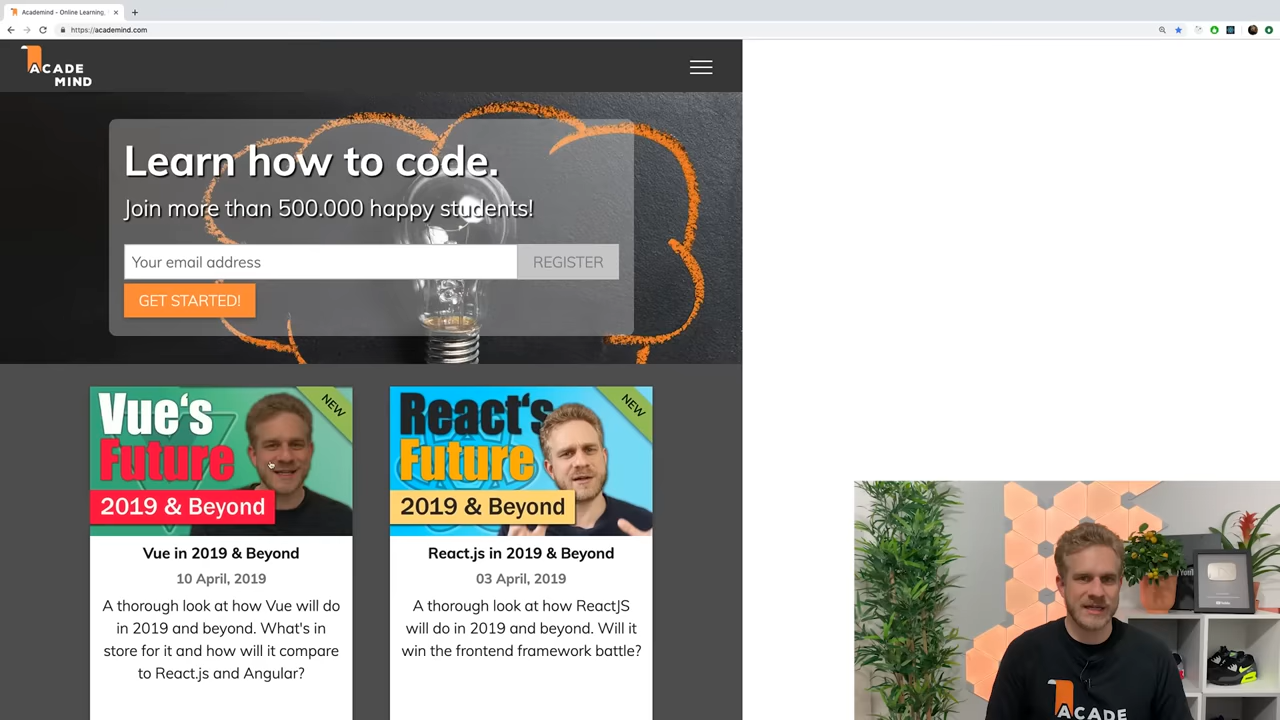 Academind - Online Learning,
https://academind.com
ACADE
MIND
Learn how to code.
Join more than 500.000 happy students!
Your email address
REGISTER
GET STARTED!
Vue's
Future
2019 & Beyond
NEW
Vue in 2019 & Beyond
10 April, 2019
A thorough look at how Vue will do
in 2019 and beyond. What's in
store for it and how will it compare
to React.js and Angular?
React's
Future
2019 & Beyond
NEW
React.js in 2019 & Beyond
03 April, 2019
A thorough look at how ReactJS
will do in 2019 and beyond. Will it
win the frontend framework battle?
ACADE